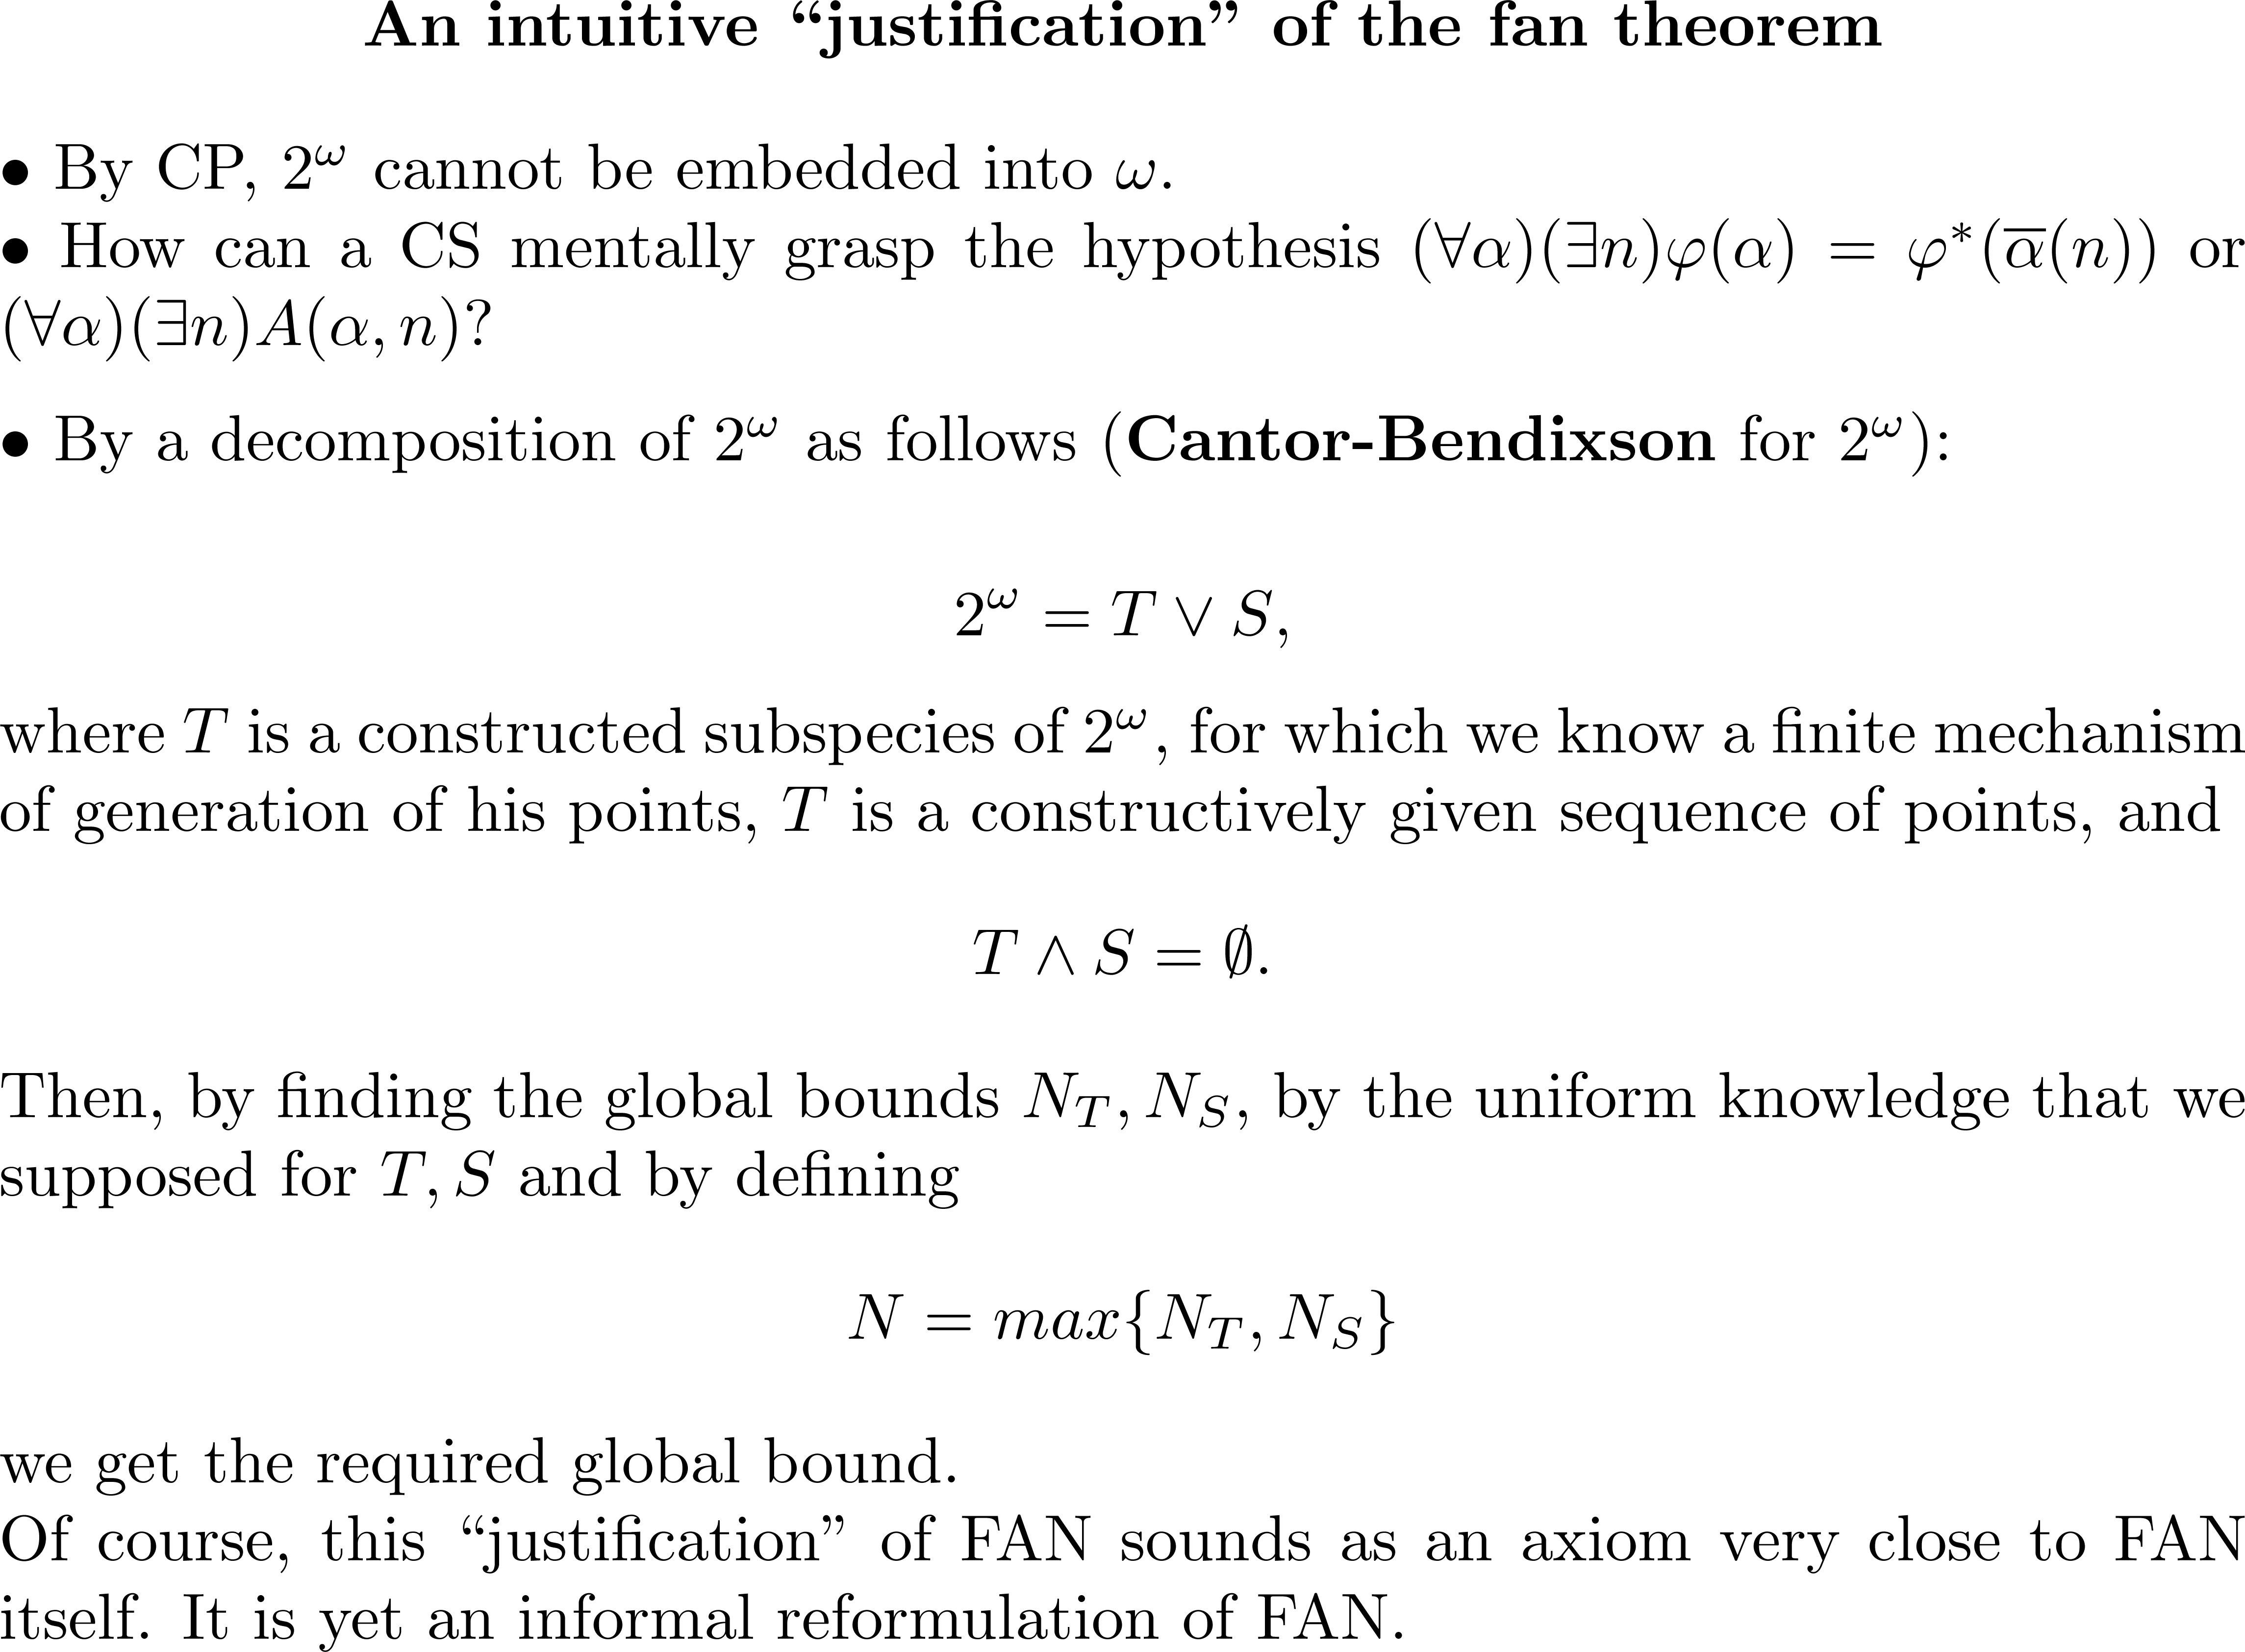 An intuitive “justification” of the fan theorem
• By CP, 2^ω cannot be embedded into ω.
• How can a CS mentally grasp the hypothesis (∀α)(∃n)φ(α) = φ*(α̅(n)) or
(∀α)(∃n)A(α, n)?
• By a decomposition of 2^ω as follows (Cantor-Bendixson for 2^ω):
2^ω = T ∨ S,
where T is a constructed subspecies of 2^ω, for which we know a finite mechanism
of generation of his points, T is a constructively given sequence of points, and
T ∧ S = ∅.
Then, by finding the global bounds N_T, N_S, by the uniform knowledge that we
supposed for T, S and by defining
N = max{N_T, N_S}
we get the required global bound.
Of course, this “justification” of FAN sounds as an axiom very close to FAN
itself. It is yet an informal reformulation of FAN.